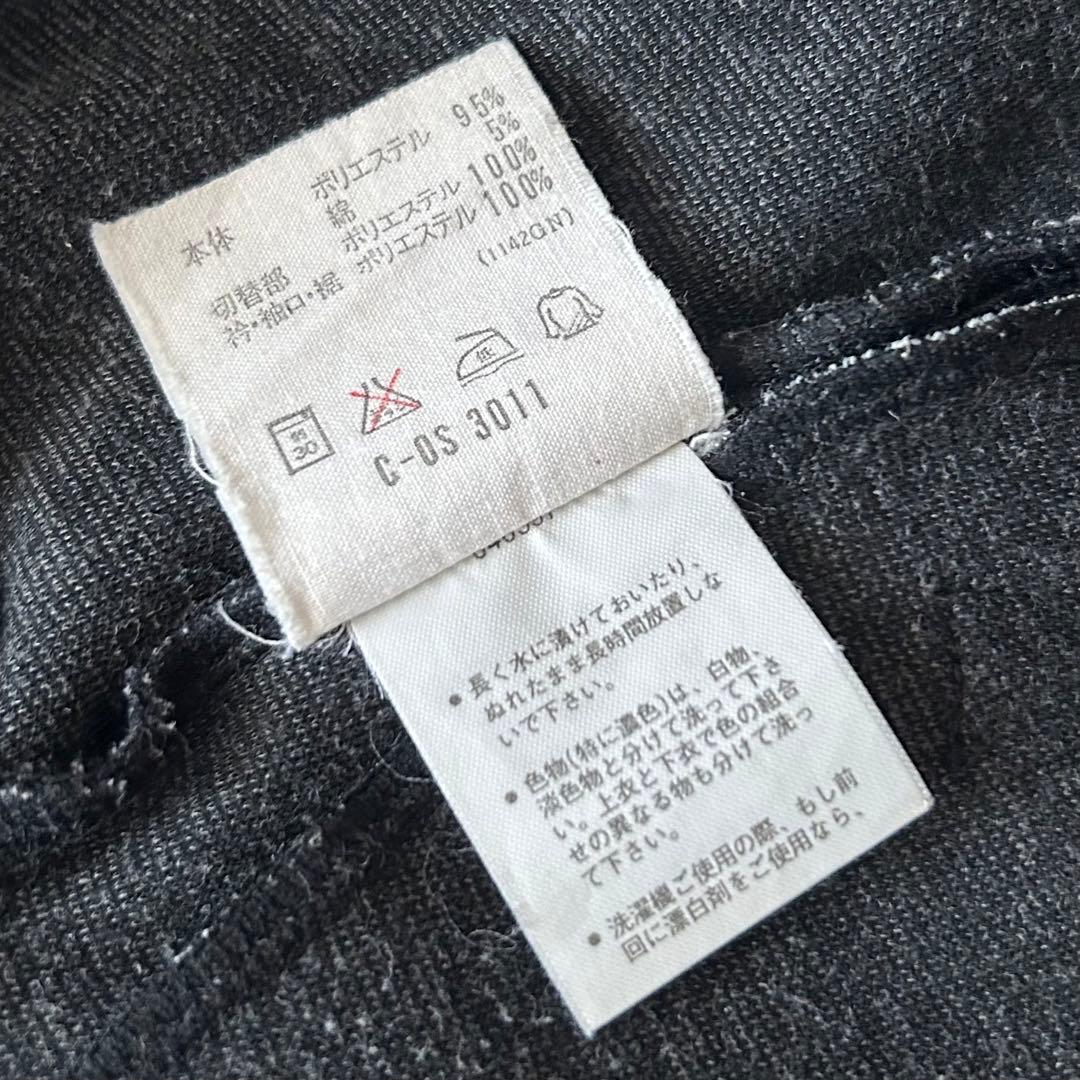 本体 ポリエステル 95%
綿 5%
切替部 ポリエステル 100%
衿・袖口・裾 ポリエステル 100%
(1142GN)
低
C-OS 3011
• 長く水に漬けておいたり、
ぬれたまま長時間放置しな
いで下さい。
• 色物(特に濃色)は、白物、
淡色物と分けて洗って下さ
い。上衣と下衣で色の組合
せの異なる物も分けて洗っ
て下さい。
• 洗濯機ご使用の際、もし前
回に漂白剤をご使用なら、